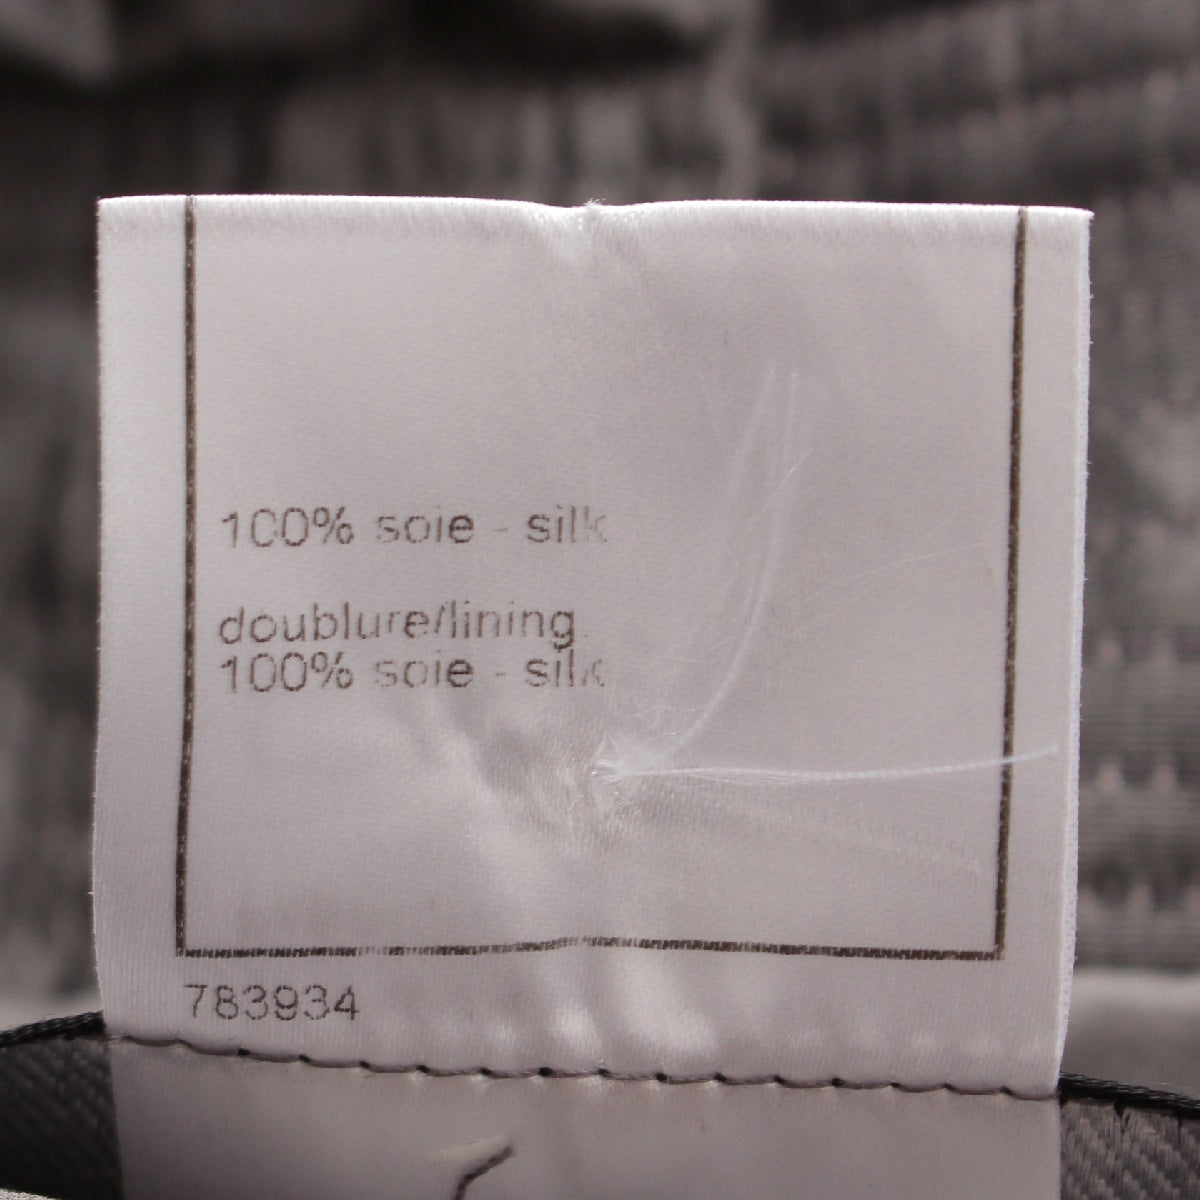 100% soie - silk
doublure/lining
100% soie - silk
783934